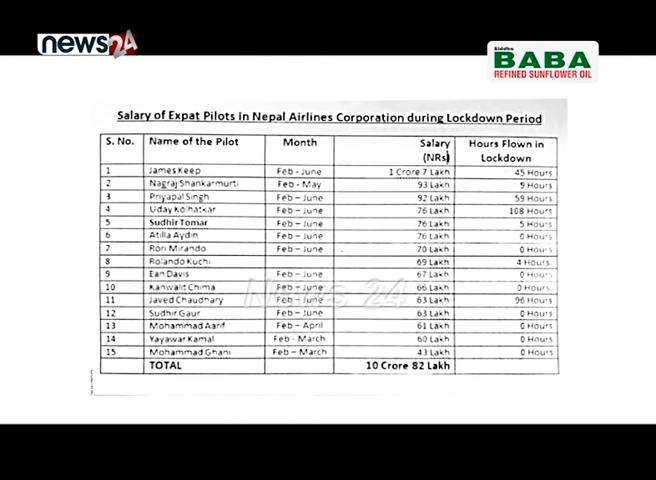 news24
Siddha
BABA
REFINED SUNFLOWER OIL
Salary of Expat Pilots in Nepal Airlines Corporation during Lockdown Period
S. No. Name of the Pilot Month Salary (NRs) Hours Flown in Lockdown
1 James Keep Feb - June 1 Crore 7 Lakh 45 Hours
2 Nagraj Shankarmurti Feb - May 93 Lakh 9 Hours
3 Priyapal Singh Feb – June 92 Lakh 59 Hours
4 Uday Kolhatkar Feb – June 76 Lakh 108 Hours
5 Sudhir Tomar Feb – June 76 Lakh 5 Hours
6 Atilla Aydin Feb – June 76 Lakh 0 Hours
7 Rori Mirando Feb – June 70 Lakh 0 Hours
8 Rolando Kuchi 69 Lakh 4 Hours
9 Ean Davis Feb – June 67 Lakh 0 Hours
10 Kanwalit Chima Feb – June 66 Lakh 0 Hours
11 Javed Chaudhary Feb – June 63 Lakh 96 Hours
12 Sudhir Gaur Feb – June 63 Lakh 0 Hours
13 Mohammad Aarif Feb – April 61 Lakh 0 Hours
14 Yayawar Kamal Feb - March 60 Lakh 0 Hours
15 Mohammad Ghani Feb – March 43 Lakh 0 Hours
TOTAL 10 Crore 82 Lakh
News 24